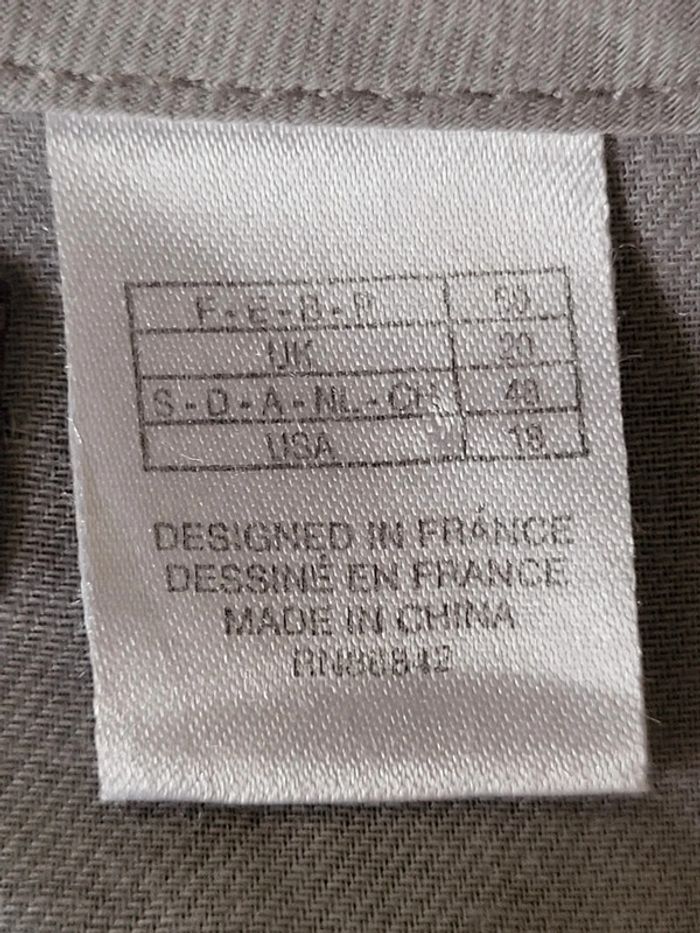 F - E - B - P 50
UK 20
S - D - A - NL - CH 48
USA 18
DESIGNED IN FRANCE
DESSINÉ EN FRANCE
MADE IN CHINA